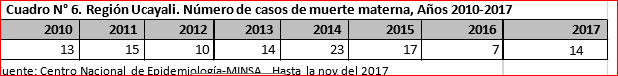 Cuadro N° 6. Región Ucayali. Número de casos de muerte materna, Años 2010-2017
2010 2011 2012 2013 2014 2015 2016 2017
13 15 10 14 23 17 7 14
uente: Centro Nacional de Epidemiología-MINSA. Hasta la nov del 2017